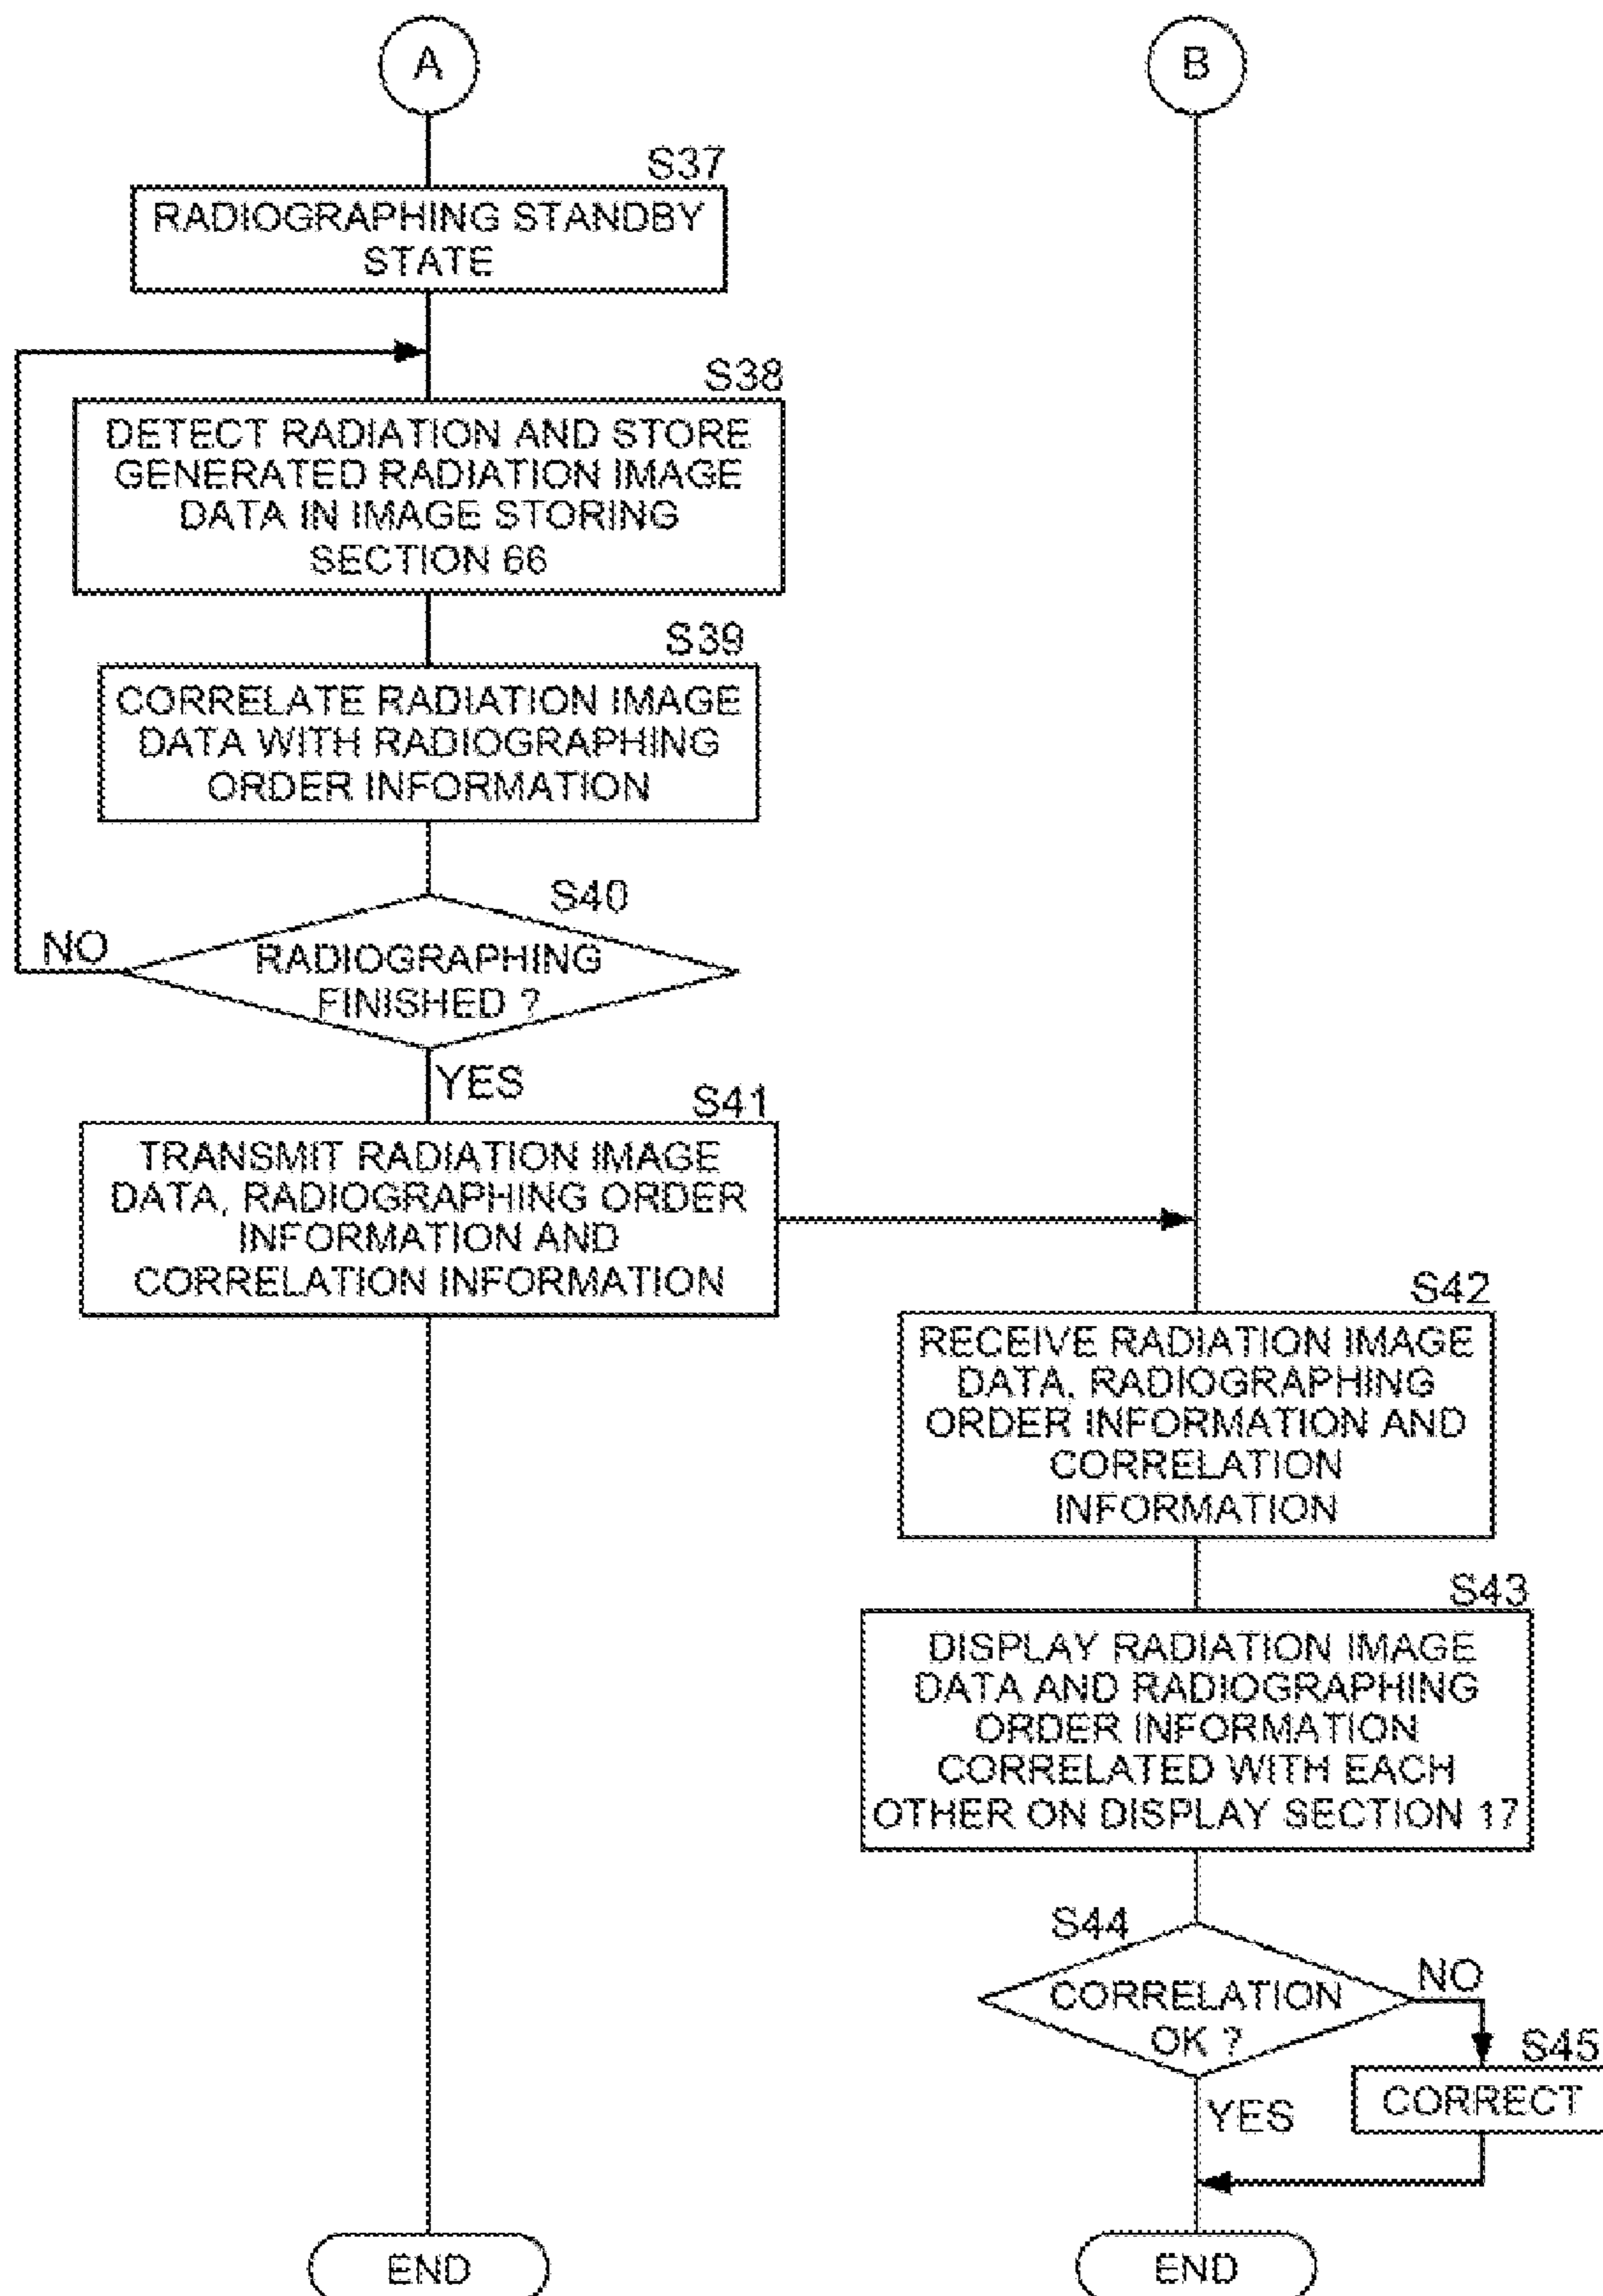 A
B
S37
RADIOGRAPHING STANDBY
STATE
S38
DETECT RADIATION AND STORE
GENERATED RADIATION IMAGE
DATA IN IMAGE STORING
SECTION 66
S39
CORRELATE RADIATION IMAGE
DATA WITH RADIOGRAPHING
ORDER INFORMATION
S40
NO
RADIOGRAPHING
FINISHED ?
YES
S41
TRANSMIT RADIATION IMAGE
DATA, RADIOGRAPHING ORDER
INFORMATION AND
CORRELATION INFORMATION
S42
RECEIVE RADIATION IMAGE
DATA, RADIOGRAPHING
ORDER INFORMATION AND
CORRELATION
INFORMATION
S43
DISPLAY RADIATION IMAGE
DATA AND RADIOGRAPHING
ORDER INFORMATION
CORRELATED WITH EACH
OTHER ON DISPLAY SECTION 17
S44
CORRELATION
OK ?
NO
S45
CORRECT
YES
END
END